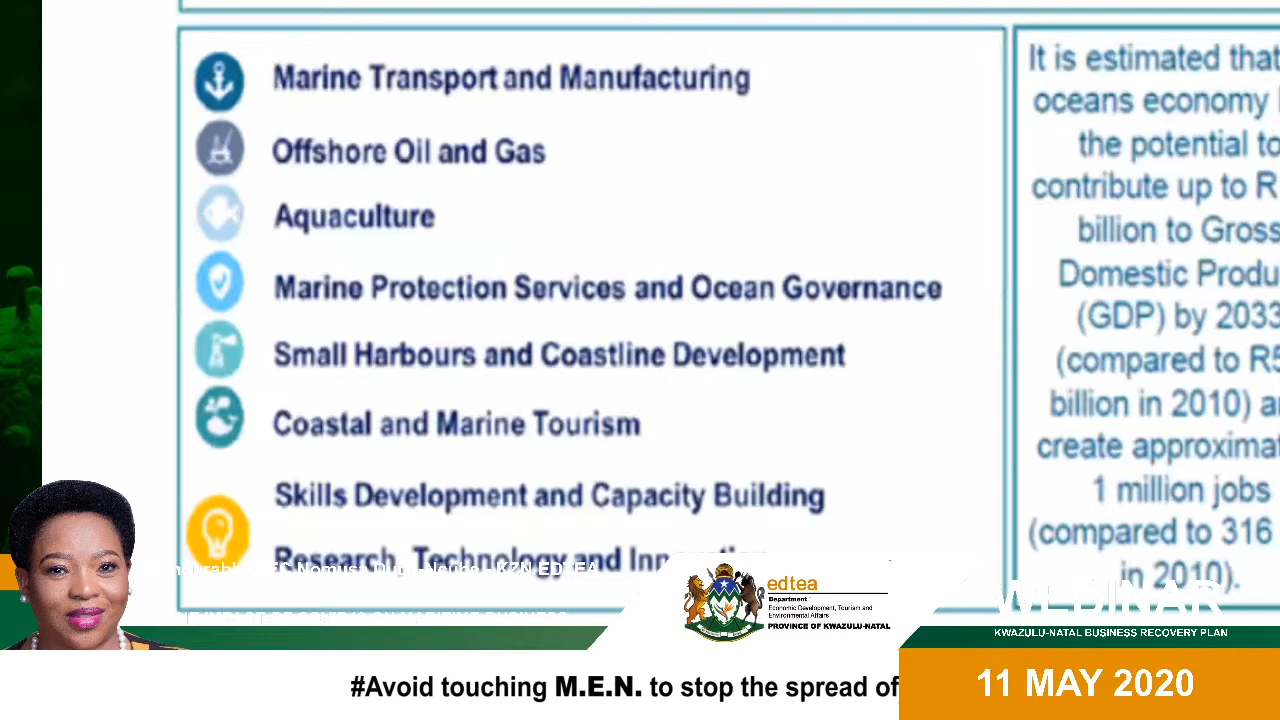 Marine Transport and Manufacturing
Offshore Oil and Gas
Aquaculture
Marine Protection Services and Ocean Governance
Small Harbours and Coastline Development
Coastal and Marine Tourism
Skills Development and Capacity Building
Research, Technology and
It is estimated that
oceans economy
the potential to
contribute up to R
billion to Gross
Domestic Produ
(GDP) by 2033
(compared to R5
billion in 2010) a
create approximat
1 million jobs
(compared to 316
in 2010).
Nomusa Dube-Ncube - KZN EDTEA
edtea
Department
Economic Development, Tourism and
Environmental Affairs
PROVINCE OF KWAZULU-NATAL
WEBINAR
KWAZULU-NATAL BUSINESS RECOVERY PLAN
11 MAY 2020
#Avoid touching M.E.N. to stop the spread of